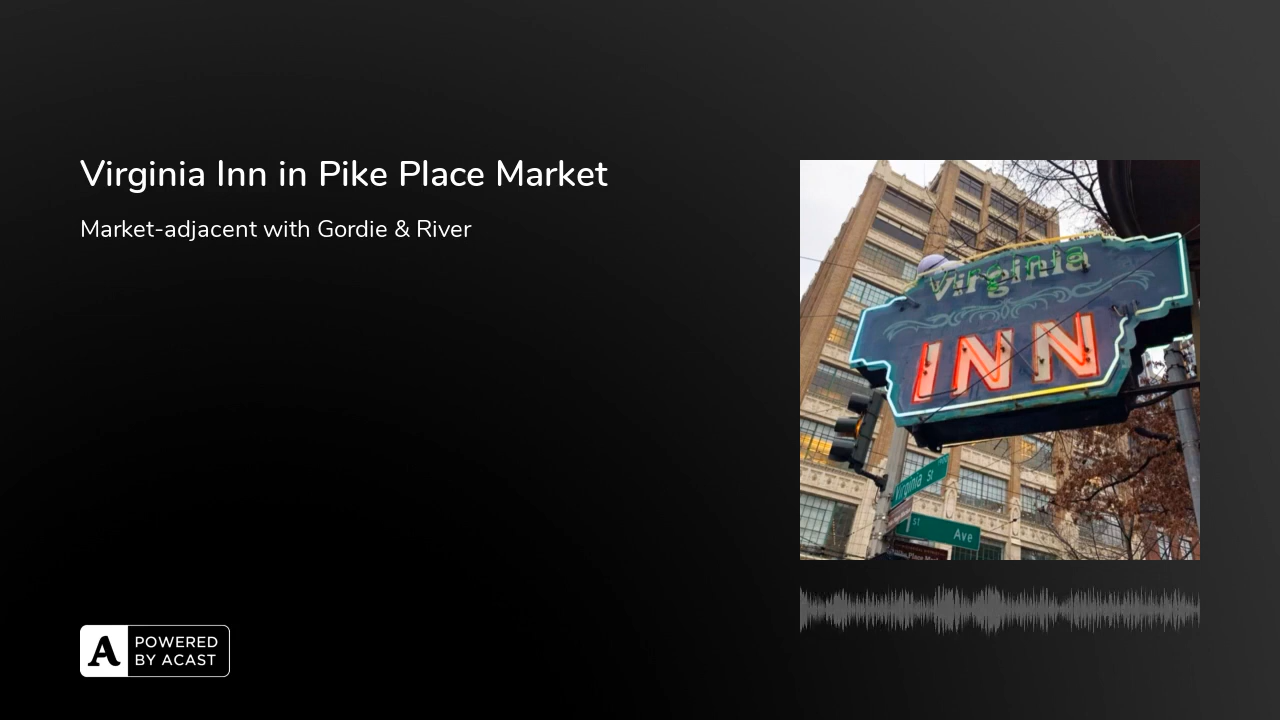 Virginia Inn in Pike Place Market
Market-adjacent with Gordie & River
Virginia
INN
Virginia St
1st
Ave
A POWERED
BY ACAST